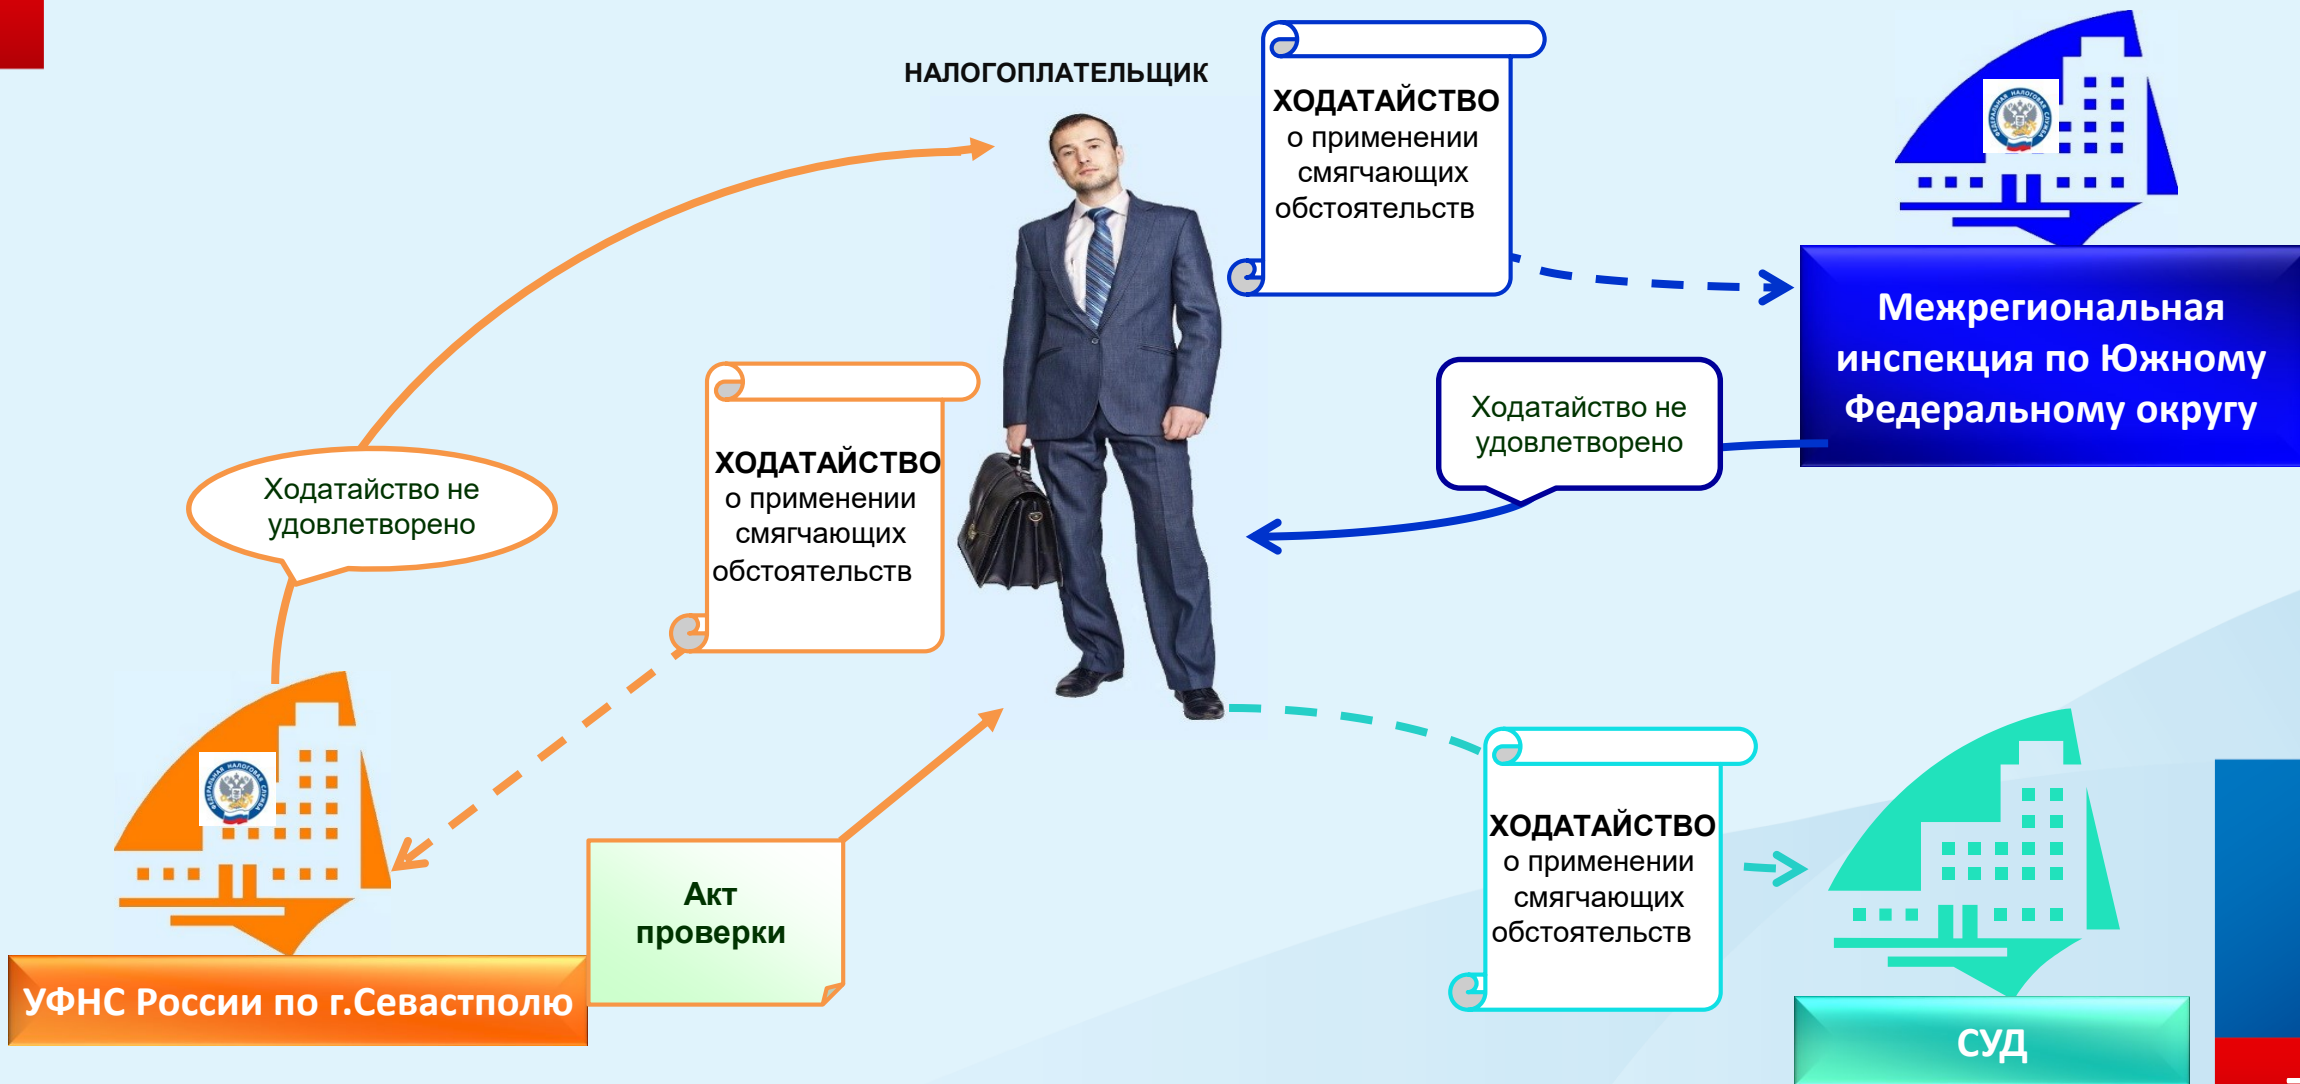 НАЛОГОПЛАТЕЛЬЩИК
ХОДАТАЙСТВО
о применении
смягчающих
обстоятельств
Межрегиональная
инспекция по Южному
Федеральному округу
Ходатайство не
удовлетворено
ХОДАТАЙСТВО
о применении
смягчающих
обстоятельств
Ходатайство не
удовлетворено
Акт
проверки
УФНС России по г.Севастполю
ХОДАТАЙСТВО
о применении
смягчающих
обстоятельств
СУД